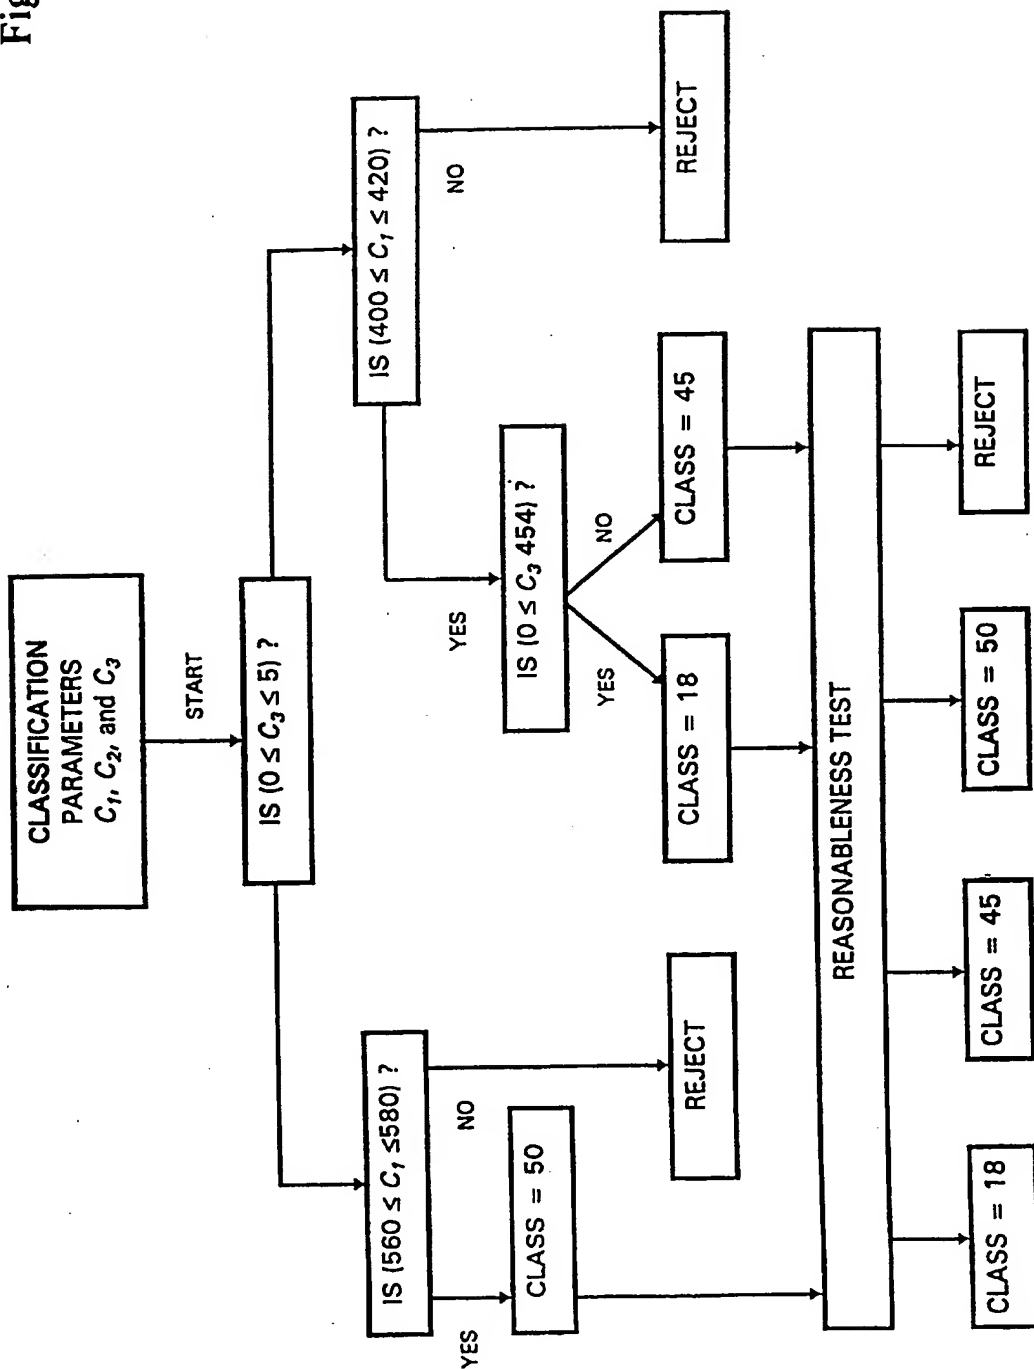 Fig
CLASSIFICATION
PARAMETERS
C1, C2, and C3
START
IS (0 ≤ C3 ≤ 5) ?
IS (560 ≤ C1 ≤580) ?
IS (400 ≤ C1 ≤ 420) ?
YES
NO
YES
NO
CLASS = 50
IS (0 ≤ C3 454) ?
YES
NO
REJECT
CLASS = 18
CLASS = 45
REJECT
REASONABLENESS TEST
CLASS = 18
CLASS = 45
CLASS = 50
REJECT